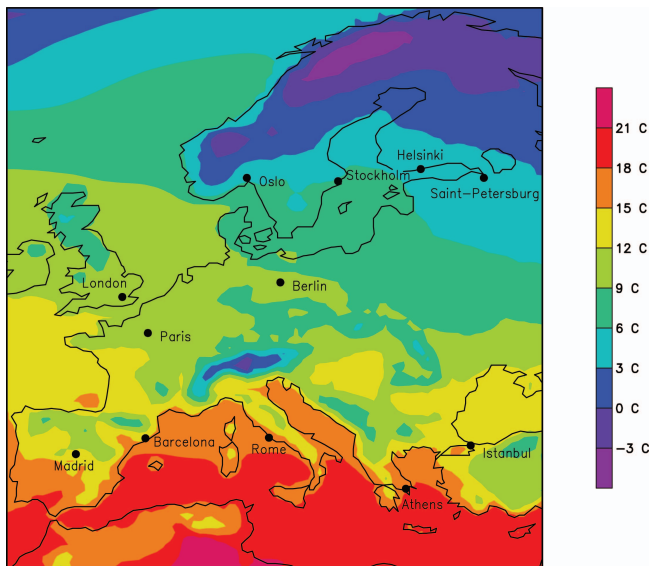 Helsinki
Oslo
Stockholm
Saint-Petersburg
London
Berlin
Paris
Barcelona
Rome
Istanbul
Madrid
Athens
21 C
18 C
15 C
12 C
9 C
6 C
3 C
0 C
-3 C